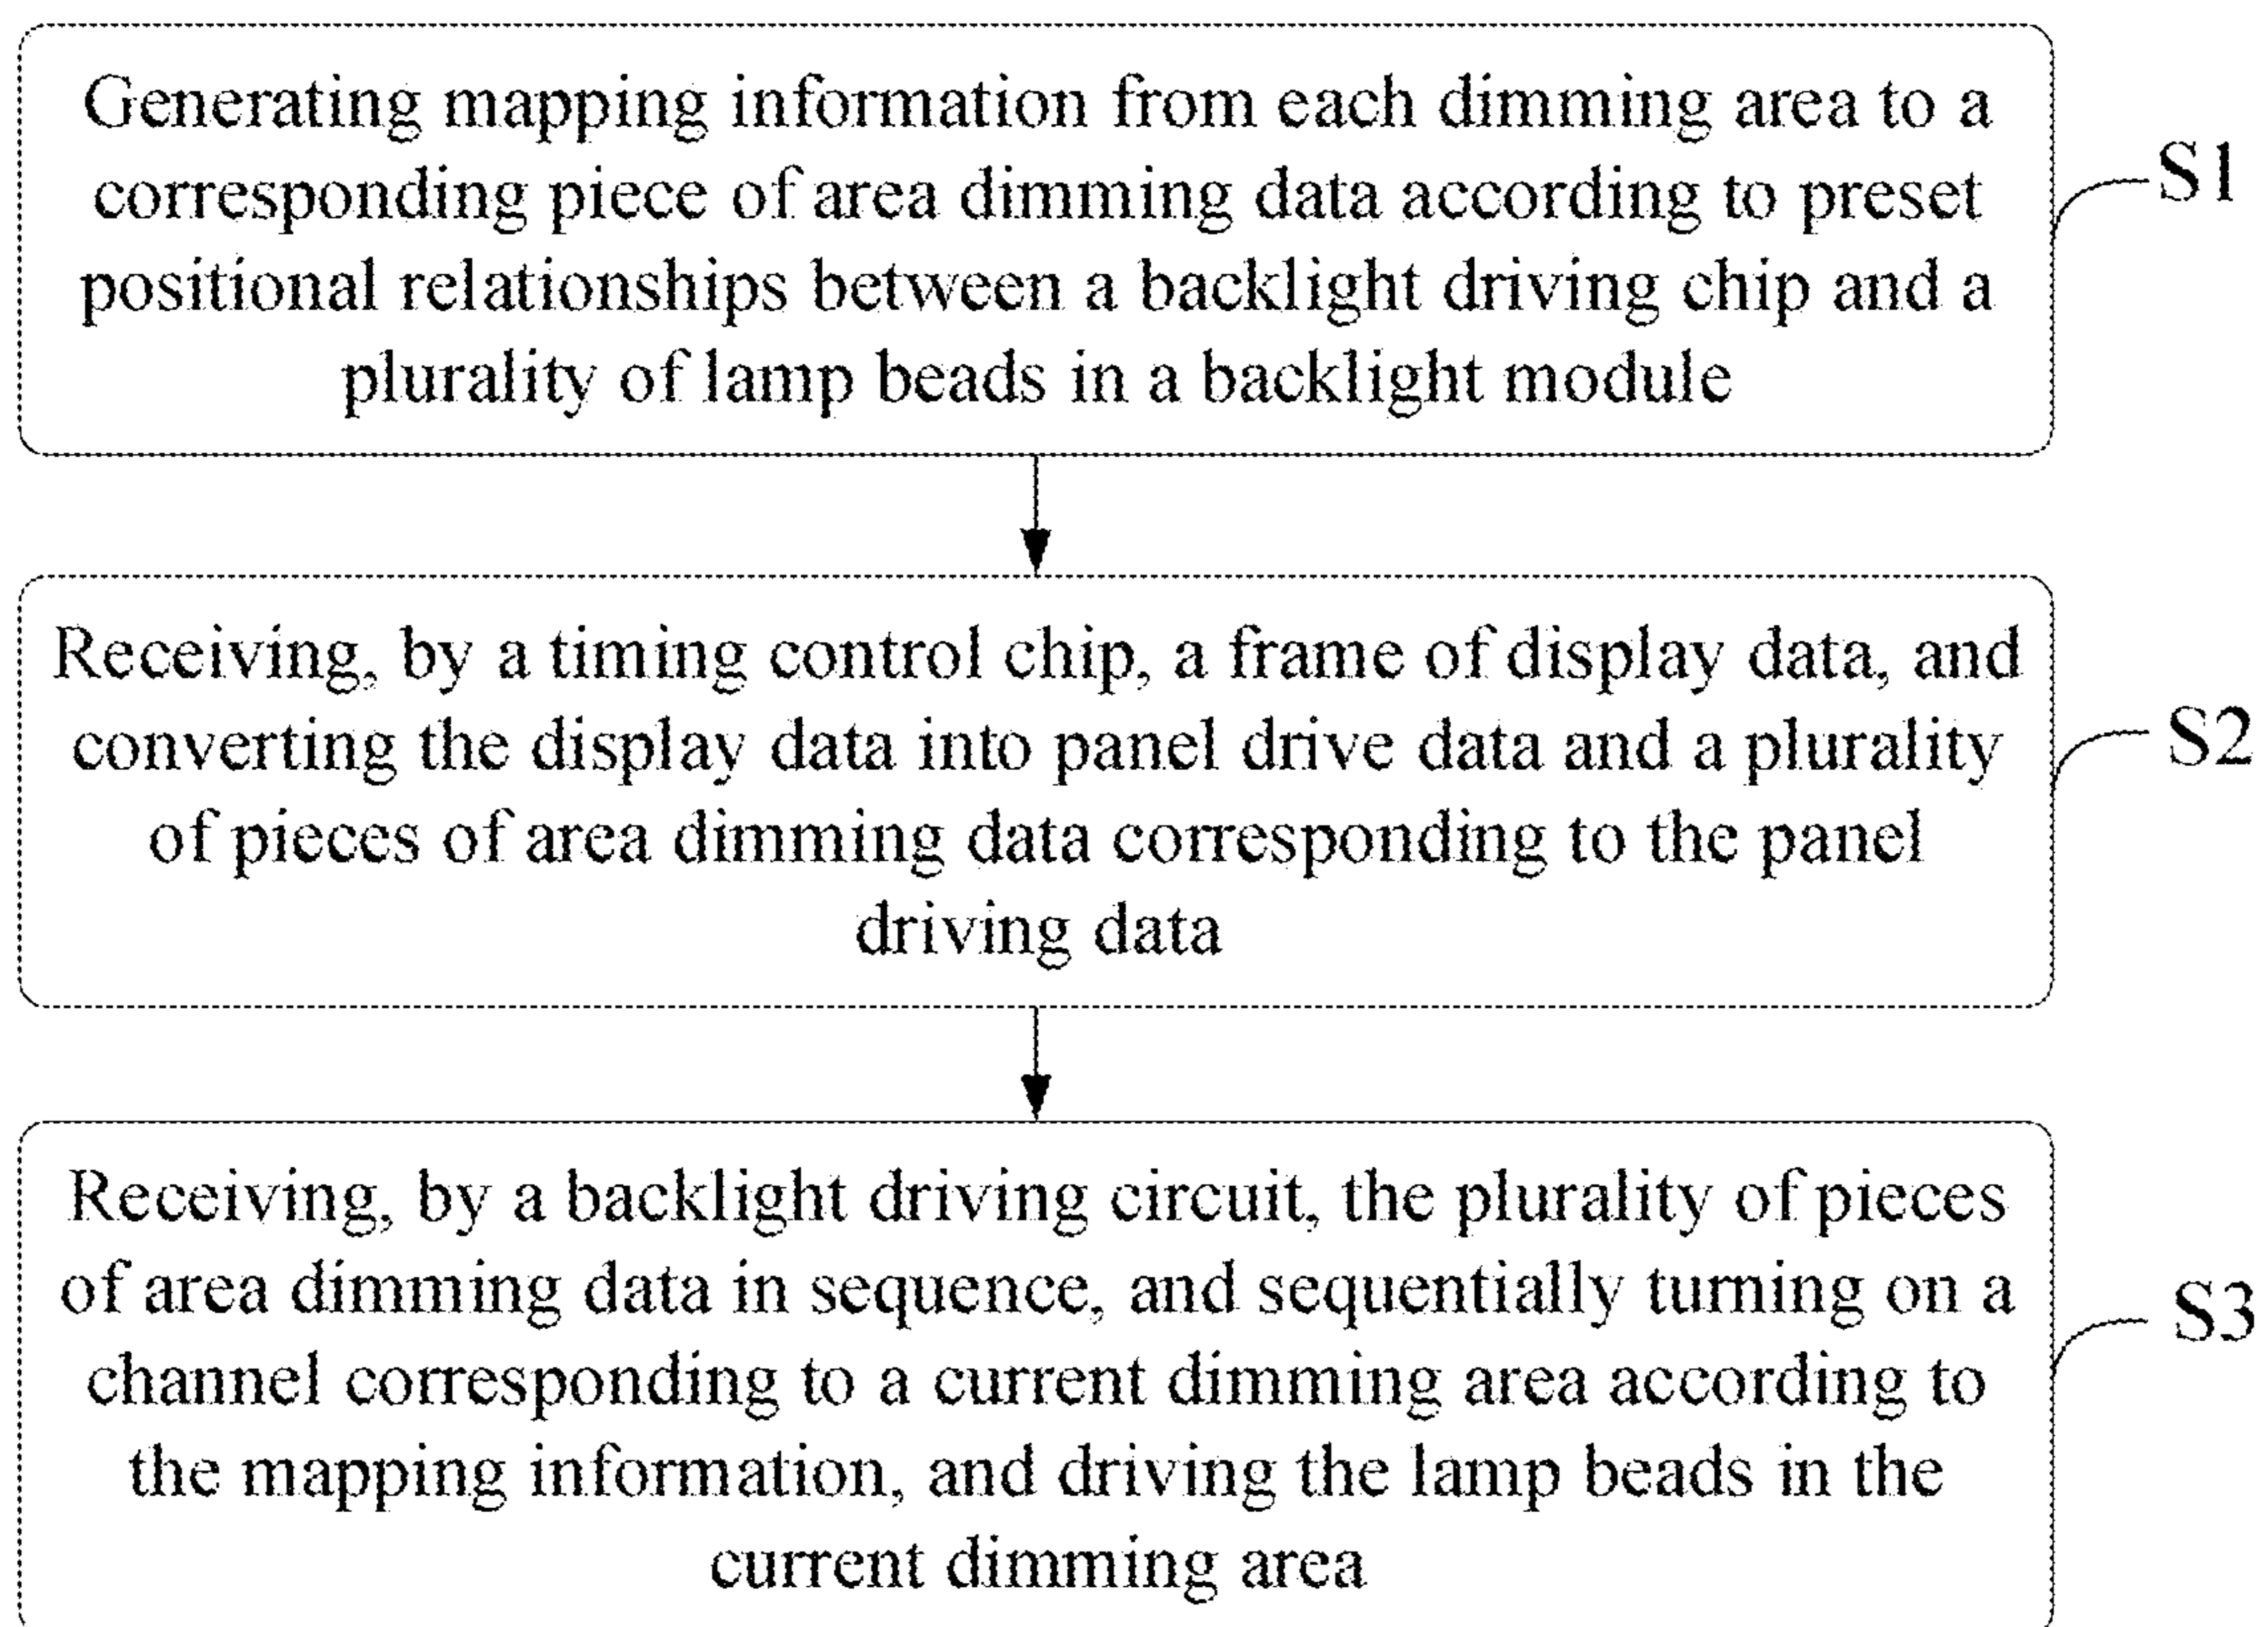 Generating mapping information from each dimming area to a
corresponding piece of area dimming data according to preset
positional relationships between a backlight driving chip and a
plurality of lamp beads in a backlight module
S1
Receiving, by a timing control chip, a frame of display data, and
converting the display data into panel drive data and a plurality
of pieces of area dimming data corresponding to the panel
driving data
S2
Receiving, by a backlight driving circuit, the plurality of pieces
of area dimming data in sequence, and sequentially turning on a
channel corresponding to a current dimming area according to
the mapping information, and driving the lamp beads in the
current dimming area
S3